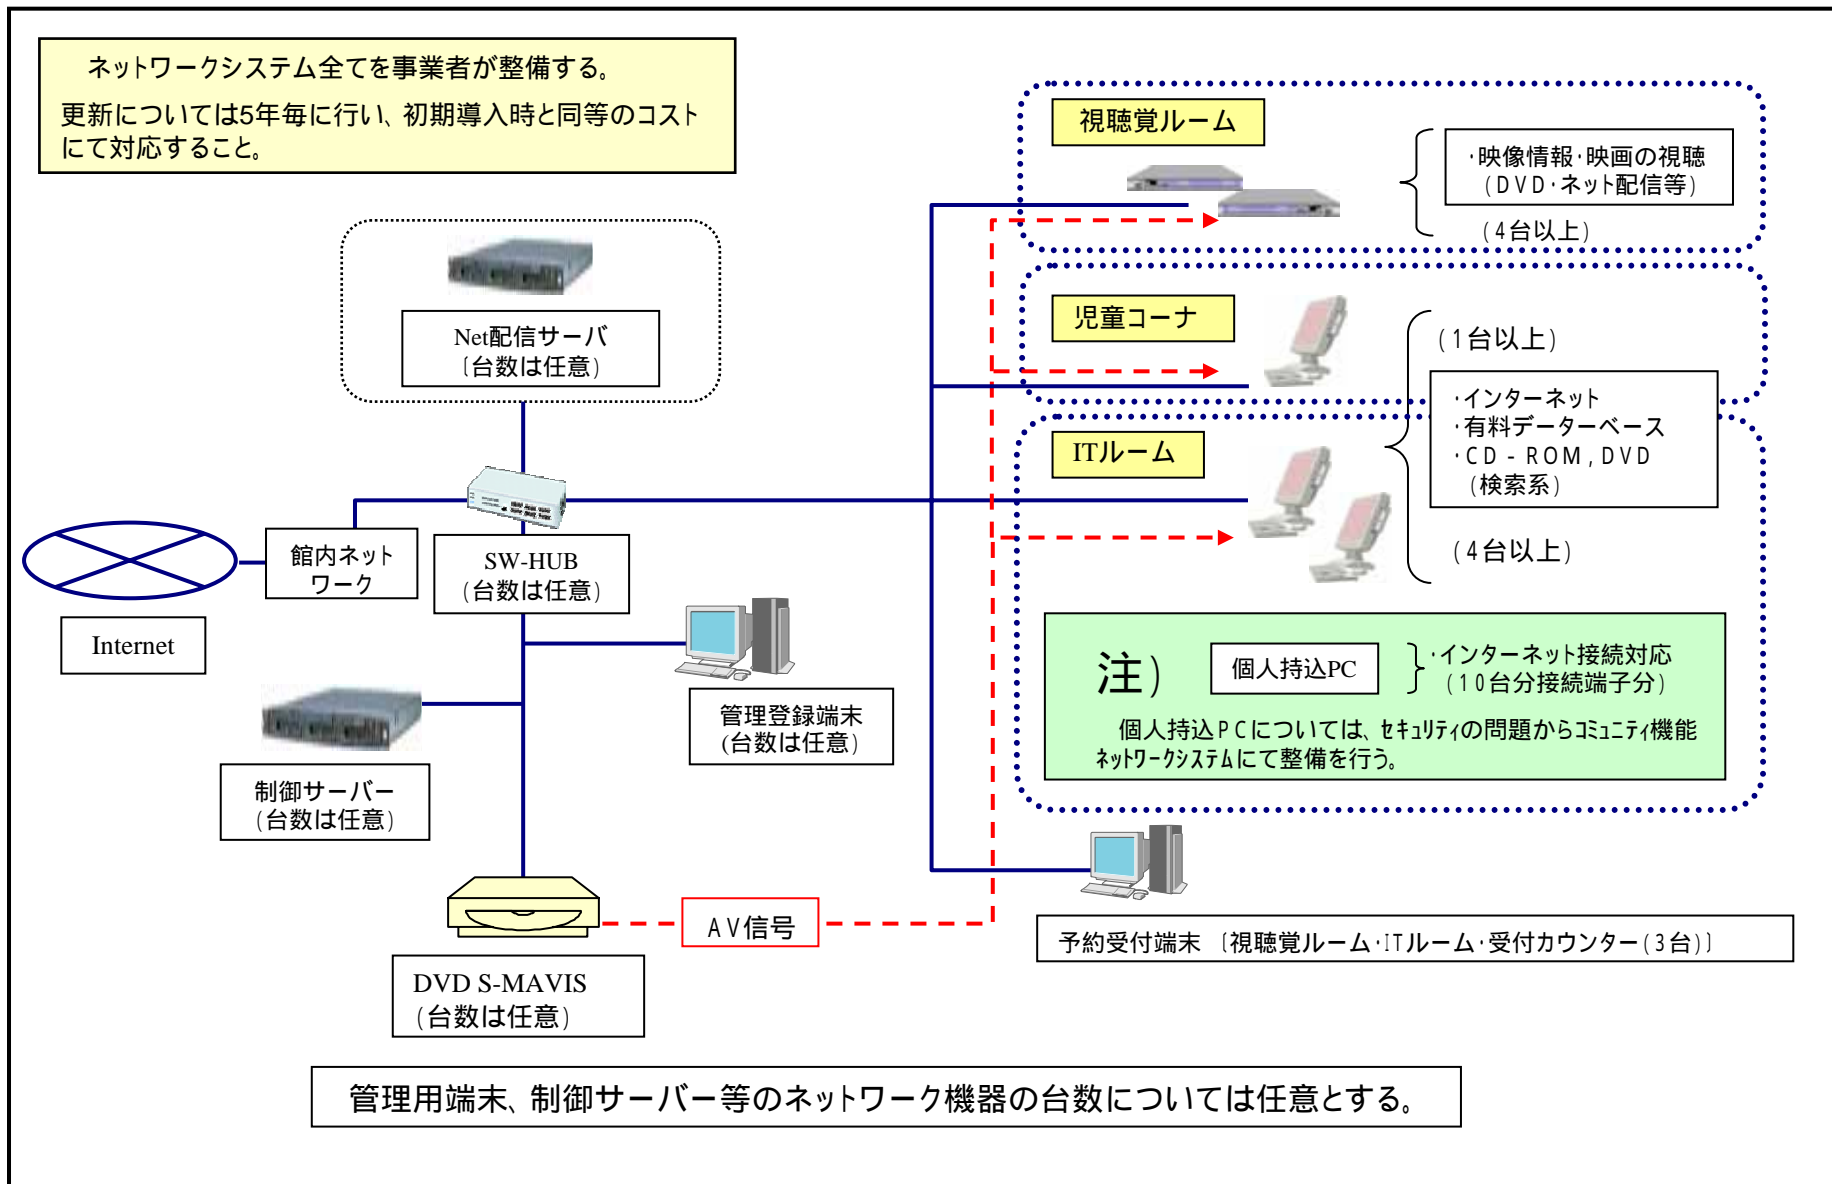 ネットワークシステム全てを事業者が整備する。
更新については5年毎に行い、初期導入時と同等のコスト
にて対応すること。
視聴覚ルーム
・映像情報・映画の視聴
(DVD・ネット配信等)
(4台以上)
Net配信サーバ
(台数は任意)
児童コーナ
(1台以上)
・インターネット
・有料データーベース
・CD-ROM,DVD
(検索系)
ITルーム
(4台以上)
館内ネット
ワーク
SW-HUB
(台数は任意)
Internet
注)
個人持込PC
・インターネット接続対応
(10台分接続端子分)
個人持込PCについては、セキュリティの問題からコミュニティ機能
ネットワークシステムにて整備を行う。
管理登録端末
(台数は任意)
制御サーバー
(台数は任意)
AV信号
予約受付端末 〔視聴覚ルーム・ITルーム・受付カウンター(3台)〕
DVD S-MAVIS
(台数は任意)
管理用端末、制御サーバー等のネットワーク機器の台数については任意とする。